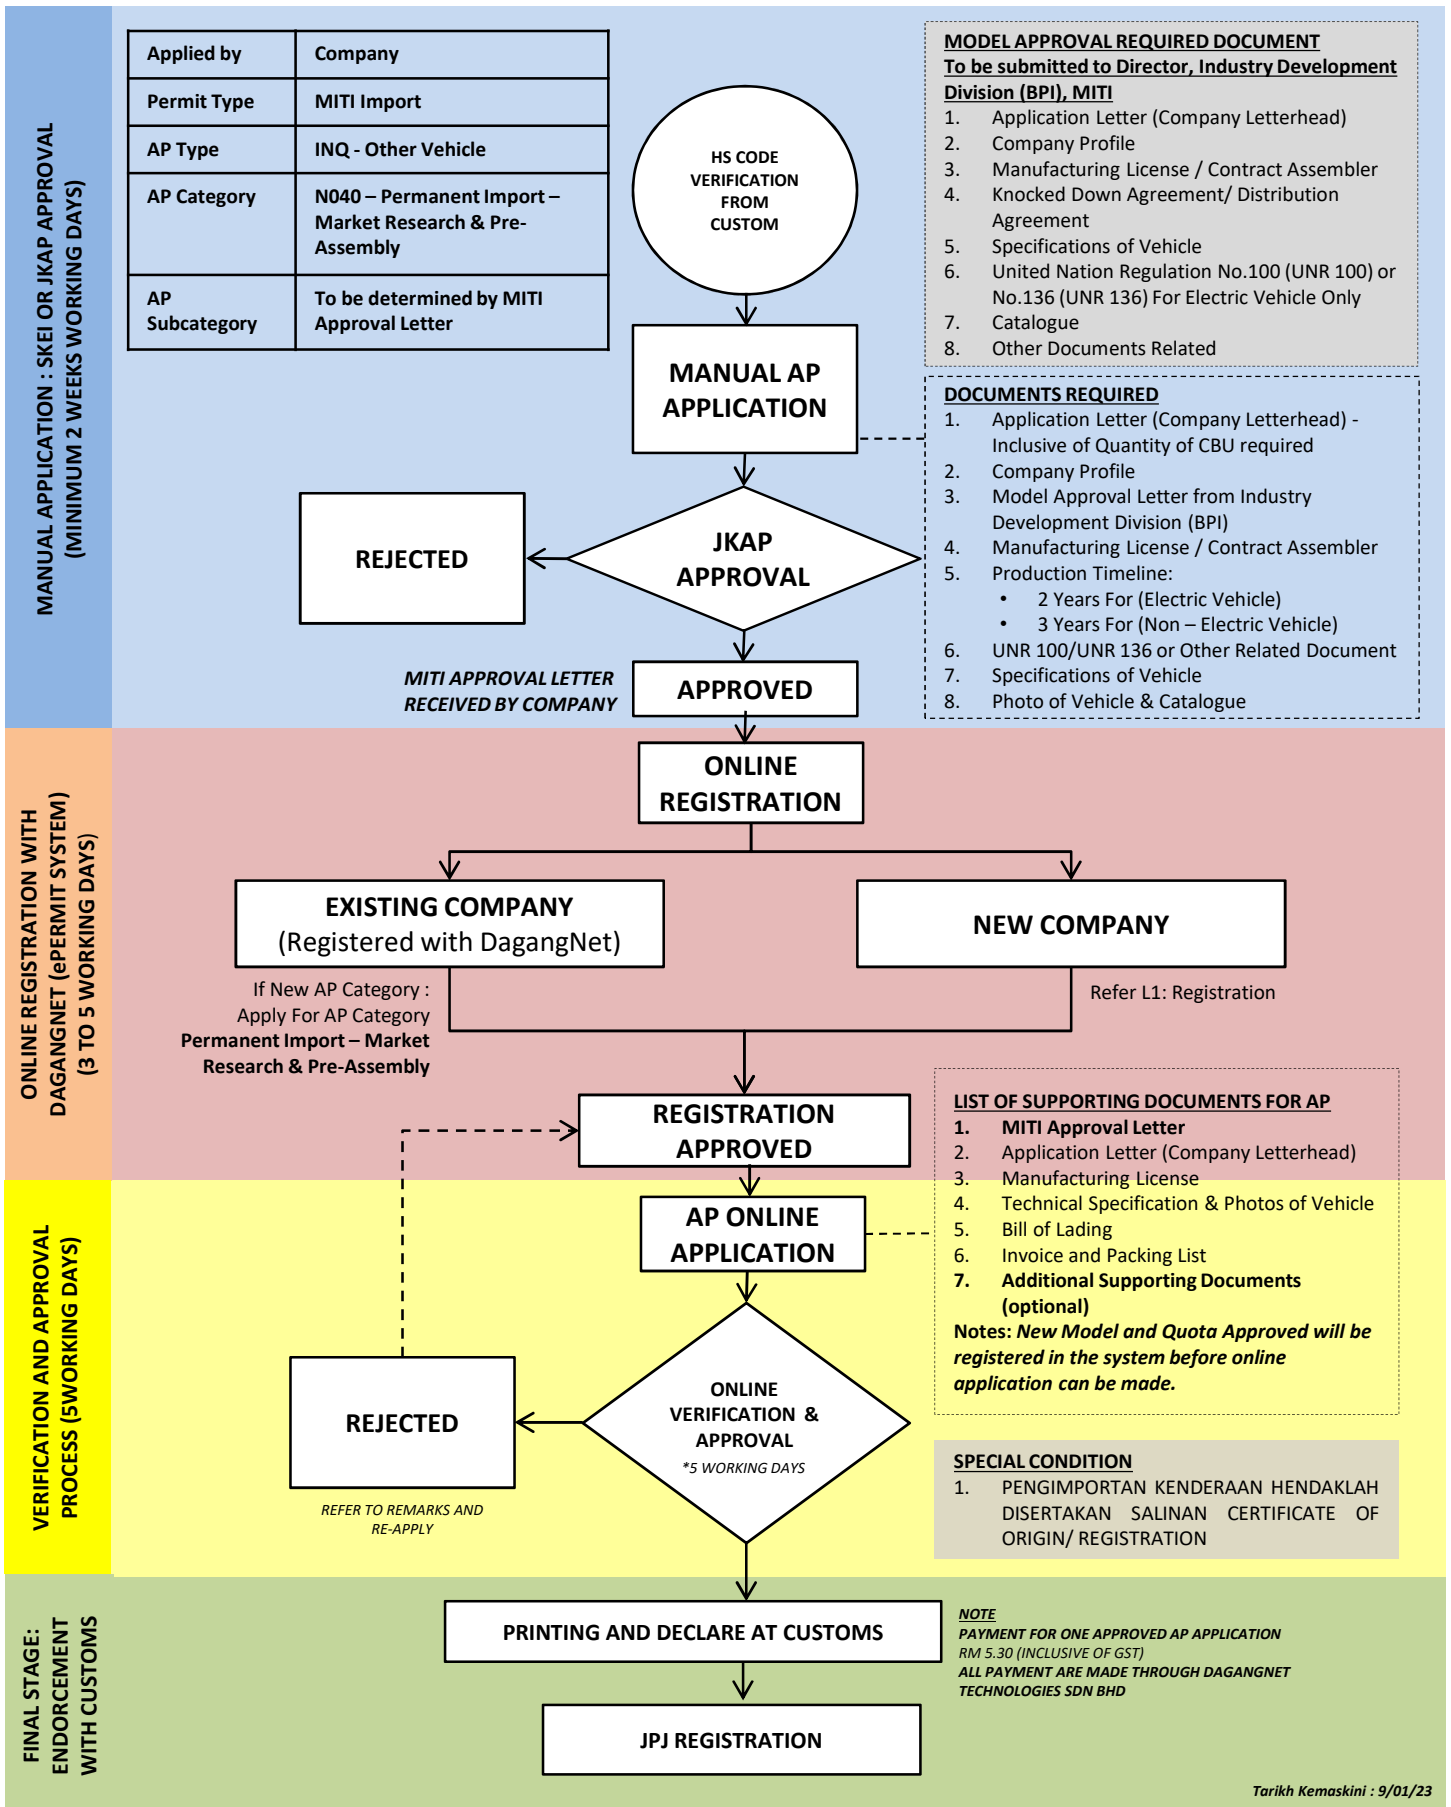 MANUAL APPLICATION : SKEI OR JKAP APPROVAL
(MINIMUM 2 WEEKS WORKING DAYS)
Applied by Company
Permit Type MITI Import
AP Type INQ - Other Vehicle
AP Category N040 – Permanent Import –
Market Research & Pre-
Assembly
AP To be determined by MITI
Subcategory Approval Letter
HS CODE
VERIFICATION
FROM
CUSTOM
MODEL APPROVAL REQUIRED DOCUMENT
To be submitted to Director, Industry Development
Division (BPI), MITI
1. Application Letter (Company Letterhead)
2. Company Profile
3. Manufacturing License / Contract Assembler
4. Knocked Down Agreement/ Distribution
Agreement
5. Specifications of Vehicle
6. United Nation Regulation No.100 (UNR 100) or
No.136 (UNR 136) For Electric Vehicle Only
7. Catalogue
8. Other Documents Related
MANUAL AP
APPLICATION
DOCUMENTS REQUIRED
1. Application Letter (Company Letterhead) -
Inclusive of Quantity of CBU required
2. Company Profile
3. Model Approval Letter from Industry
Development Division (BPI)
4. Manufacturing License / Contract Assembler
5. Production Timeline:
• 2 Years For (Electric Vehicle)
• 3 Years For (Non – Electric Vehicle)
6. UNR 100/UNR 136 or Other Related Document
7. Specifications of Vehicle
8. Photo of Vehicle & Catalogue
JKAP
APPROVAL
REJECTED
MITI APPROVAL LETTER
RECEIVED BY COMPANY
APPROVED
ONLINE REGISTRATION WITH
DAGANGNET (ePERMIT SYSTEM)
(3 TO 5 WORKING DAYS)
ONLINE
REGISTRATION
EXISTING COMPANY
(Registered with DagangNet)
NEW COMPANY
If New AP Category :
Apply For AP Category
Permanent Import – Market
Research & Pre-Assembly
Refer L1: Registration
REGISTRATION
APPROVED
LIST OF SUPPORTING DOCUMENTS FOR AP
1. MITI Approval Letter
2. Application Letter (Company Letterhead)
3. Manufacturing License
4. Technical Specification & Photos of Vehicle
5. Bill of Lading
6. Invoice and Packing List
7. Additional Supporting Documents
(optional)
Notes: New Model and Quota Approved will be
registered in the system before online
application can be made.
VERIFICATION AND APPROVAL
PROCESS (5WORKING DAYS)
AP ONLINE
APPLICATION
ONLINE
VERIFICATION &
APPROVAL
*5 WORKING DAYS
REJECTED
REFER TO REMARKS AND
RE-APPLY
SPECIAL CONDITION
1. PENGIMPORTAN KENDERAAN HENDAKLAH
DISERTAKAN SALINAN CERTIFICATE OF
ORIGIN/ REGISTRATION
FINAL STAGE:
ENDORCEMENT
WITH CUSTOMS
PRINTING AND DECLARE AT CUSTOMS
NOTE
PAYMENT FOR ONE APPROVED AP APPLICATION
RM 5.30 (INCLUSIVE OF GST)
ALL PAYMENT ARE MADE THROUGH DAGANGNET
TECHNOLOGIES SDN BHD
JPJ REGISTRATION
Tarikh Kemaskini : 9/01/23